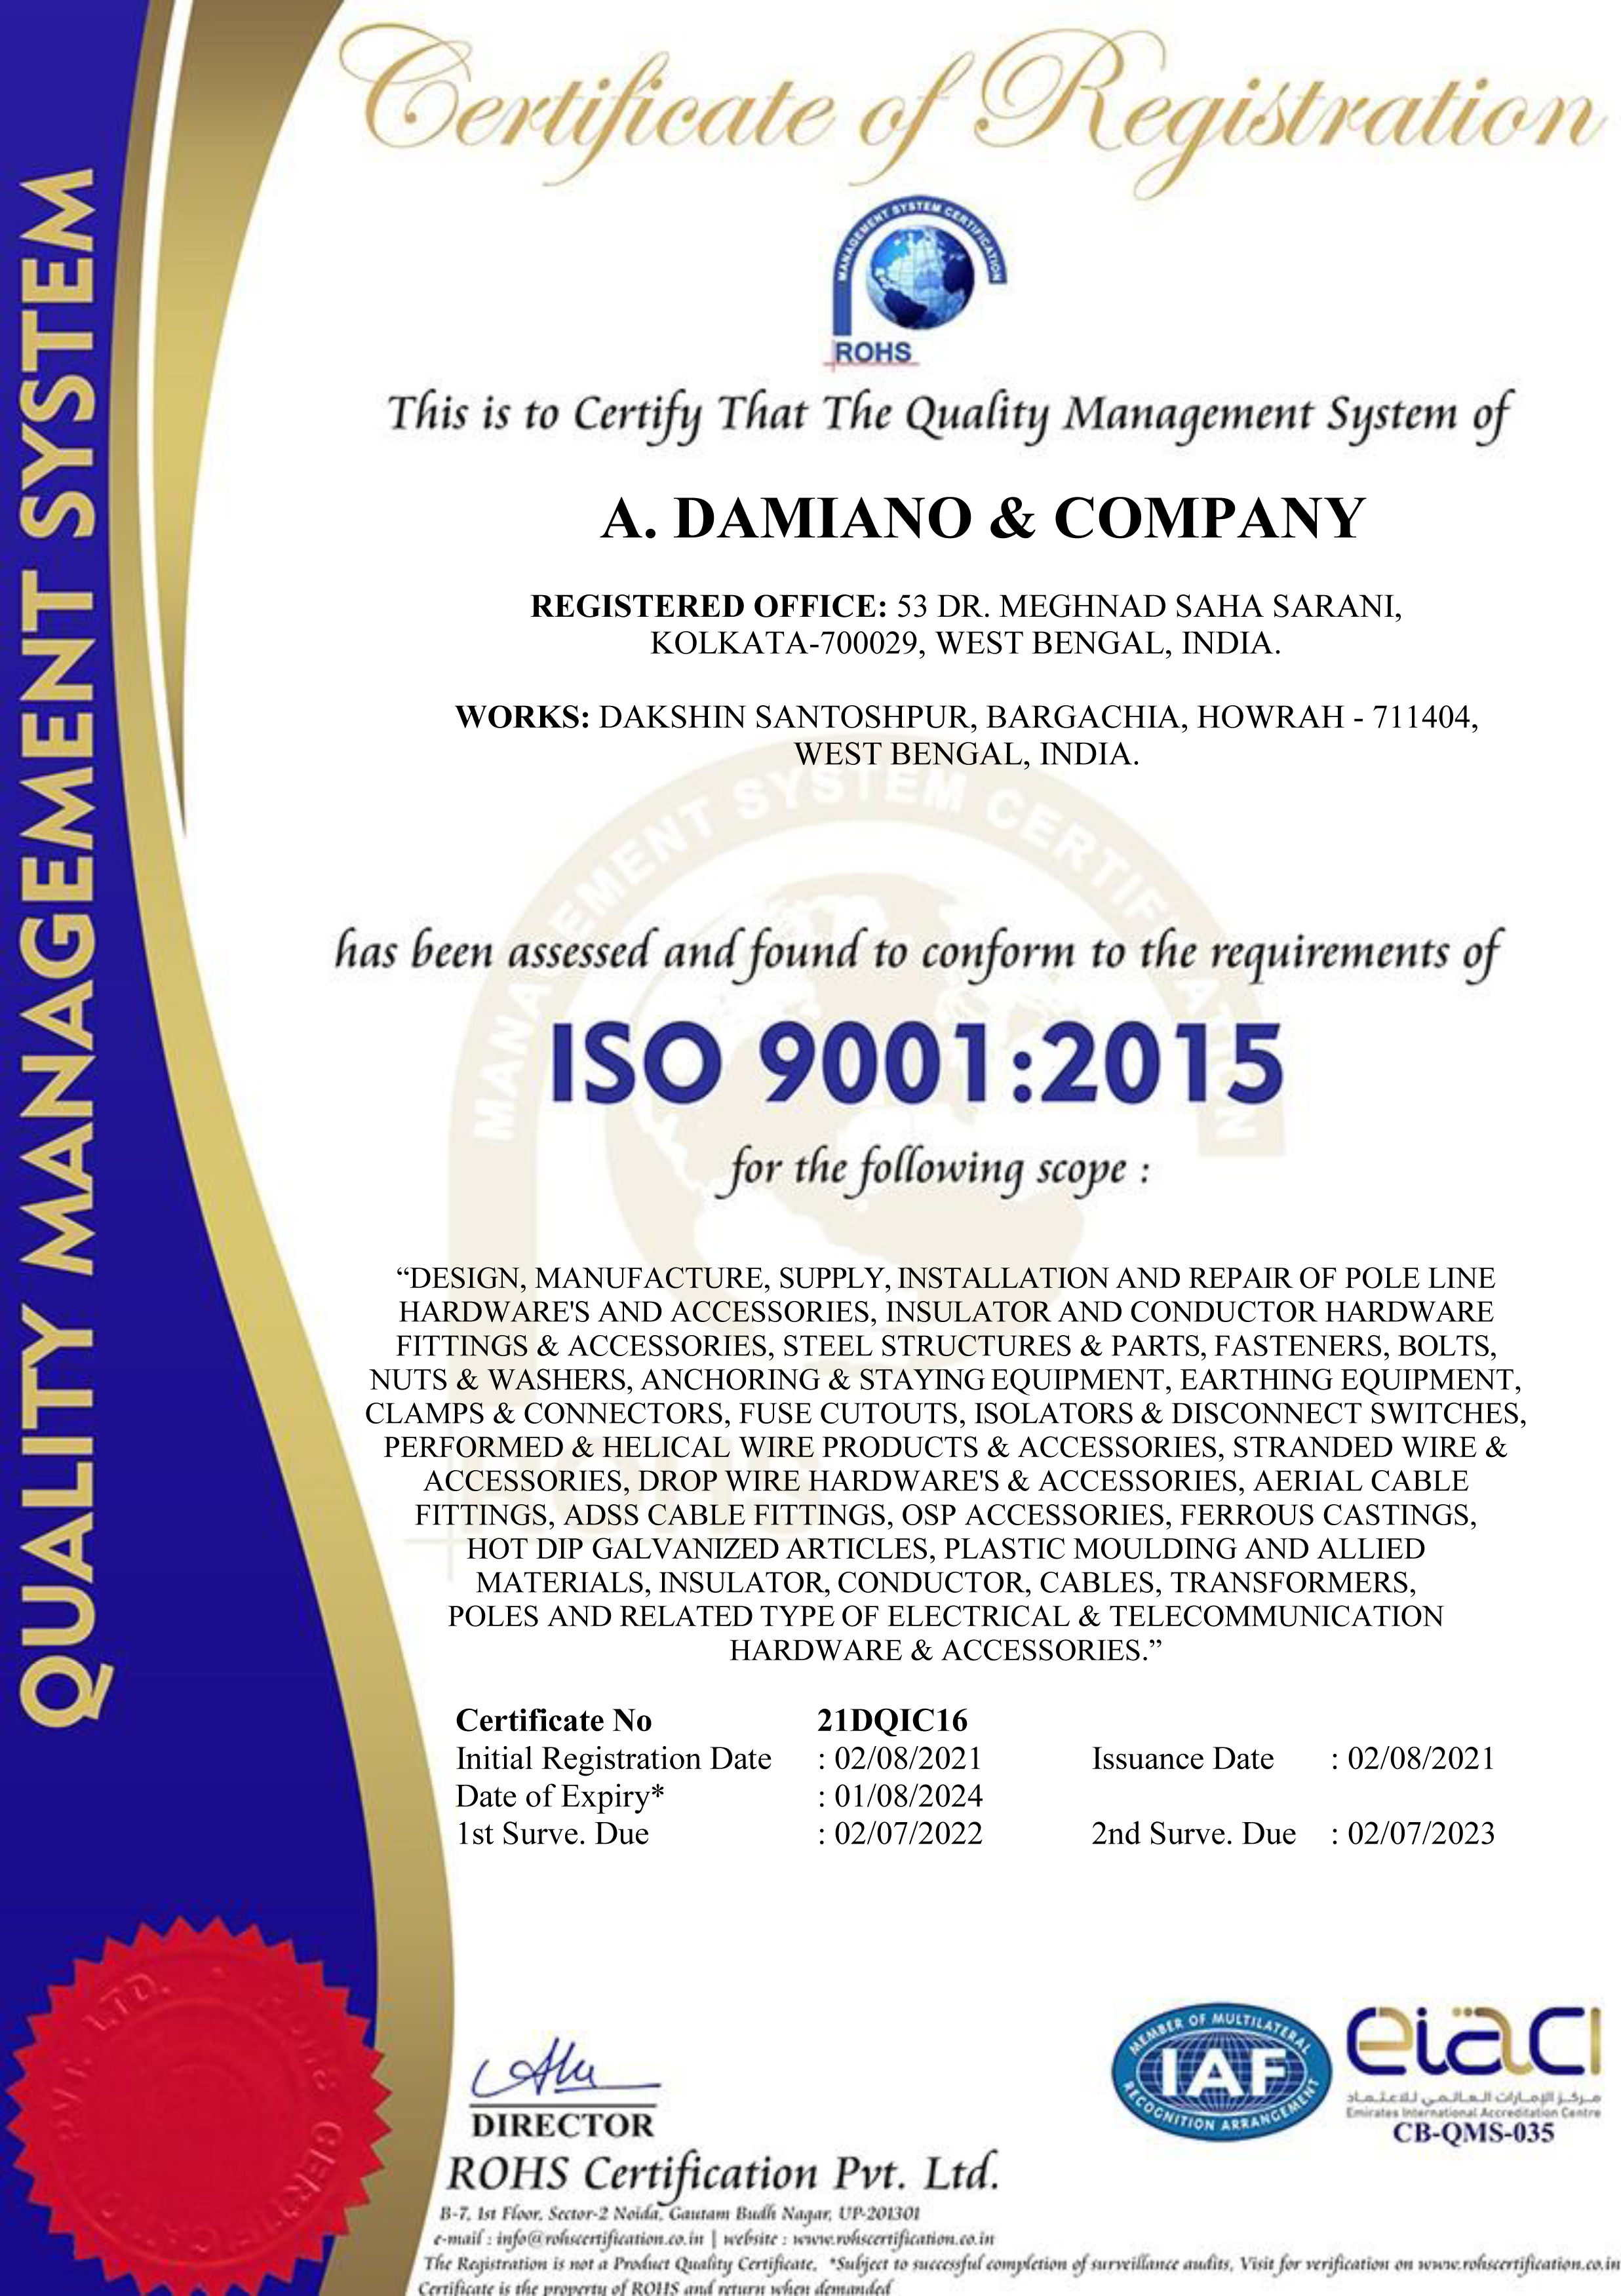 Certificate of Registration
MANAGEMENT SYSTEM CERTIFICATION
ROHS
QUALITY MANAGEMENT SYSTEM
This is to Certify That The Quality Management System of
A. DAMIANO & COMPANY
REGISTERED OFFICE: 53 DR. MEGHNAD SAHA SARANI,
KOLKATA-700029, WEST BENGAL, INDIA.
WORKS: DAKSHIN SANTOSHPUR, BARGACHIA, HOWRAH - 711404,
WEST BENGAL, INDIA.
MANAGEMENT SYSTEM CERTIFICATION
has been assessed and found to conform to the requirements of
ISO 9001:2015
for the following scope :
“DESIGN, MANUFACTURE, SUPPLY, INSTALLATION AND REPAIR OF POLE LINE
HARDWARE'S AND ACCESSORIES, INSULATOR AND CONDUCTOR HARDWARE
FITTINGS & ACCESSORIES, STEEL STRUCTURES & PARTS, FASTENERS, BOLTS,
NUTS & WASHERS, ANCHORING & STAYING EQUIPMENT, EARTHING EQUIPMENT,
CLAMPS & CONNECTORS, FUSE CUTOUTS, ISOLATORS & DISCONNECT SWITCHES,
PERFORMED & HELICAL WIRE PRODUCTS & ACCESSORIES, STRANDED WIRE &
ACCESSORIES, DROP WIRE HARDWARE'S & ACCESSORIES, AERIAL CABLE
FITTINGS, ADSS CABLE FITTINGS, OSP ACCESSORIES, FERROUS CASTINGS,
HOT DIP GALVANIZED ARTICLES, PLASTIC MOULDING AND ALLIED
MATERIALS, INSULATOR, CONDUCTOR, CABLES, TRANSFORMERS,
POLES AND RELATED TYPE OF ELECTRICAL & TELECOMMUNICATION
HARDWARE & ACCESSORIES.”
ROHS
Certificate No 21DQIC16
Initial Registration Date : 02/08/2021 Issuance Date : 02/08/2021
Date of Expiry* : 01/08/2024
1st Surve. Due : 02/07/2022 2nd Surve. Due : 02/07/2023
MEMBER OF MULTILATERAL
IAF
RECOGNITION ARRANGEMENT
eiac
مركز الإمارات العالمي للاعتماد
Emirates International Accreditation Centre
CB-QMS-035
DIRECTOR
ROHS Certification Pvt. Ltd.
B-7, 1st Floor, Sector-2 Noida, Gautam Budh Nagar, UP-201301
e-mail : info@rohscertification.co.in | website : www.rohscertification.co.in
The Registration is not a Product Quality Certificate, *Subject to successful completion of surveillance audits, Visit for verification on www.rohscertification.co.in
Certificate is the property of ROHS and return when demanded